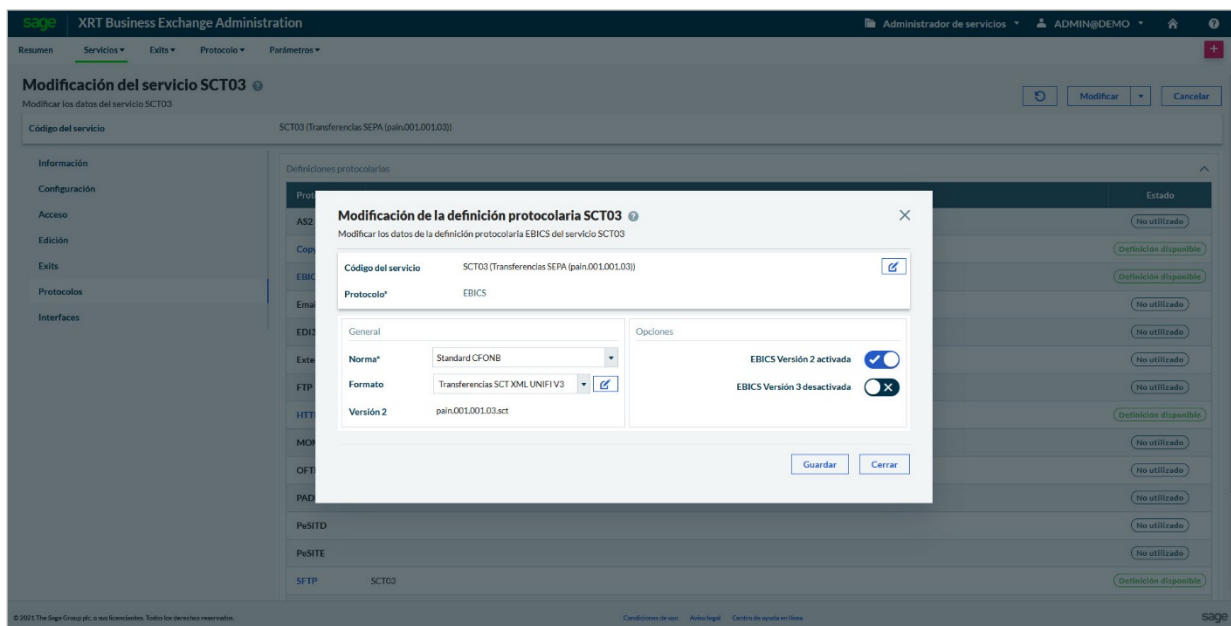 sage XRT Business Exchange Administration Administrador de servicios ADMIN@DEMO
Resumen Servicios Exits Protocolo Parámetros
Modificación del servicio SCT03
Modificar los datos del servicio SCT03
Modificar Cancelar
Código del servicio SCT03 (Transferencias SEPA (pain.001.001.03))
Información
Configuración
Acceso
Edición
Exits
Protocolos
Interfaces
Definiciones protocolarias
Estado
AS2 No utilizado
Definición disponible
Definición disponible
No utilizado
No utilizado
No utilizado
FTP No utilizado
Definición disponible
No utilizado
No utilizado
No utilizado
PeSITD No utilizado
PeSITE No utilizado
SFTP SCT03 Definición disponible
Modificación de la definición protocolaria SCT03
Modificar los datos de la definición protocolaria EBICS del servicio SCT03
Código del servicio SCT03 (Transferencias SEPA (pain.001.001.03))
Protocolo* EBICS
General
Norma* Standard CFONB
Formato Transferencias SCT XML UNIFI V3
Versión 2 pain.001.001.03.sct
Opciones
EBICS Versión 2 activada
EBICS Versión 3 desactivada
Guardar Cerrar
© 2021 The Sage Group plc, o sus licenciantes. Todos los derechos reservados. Condiciones de uso Aviso legal Centro de ayuda en línea sage